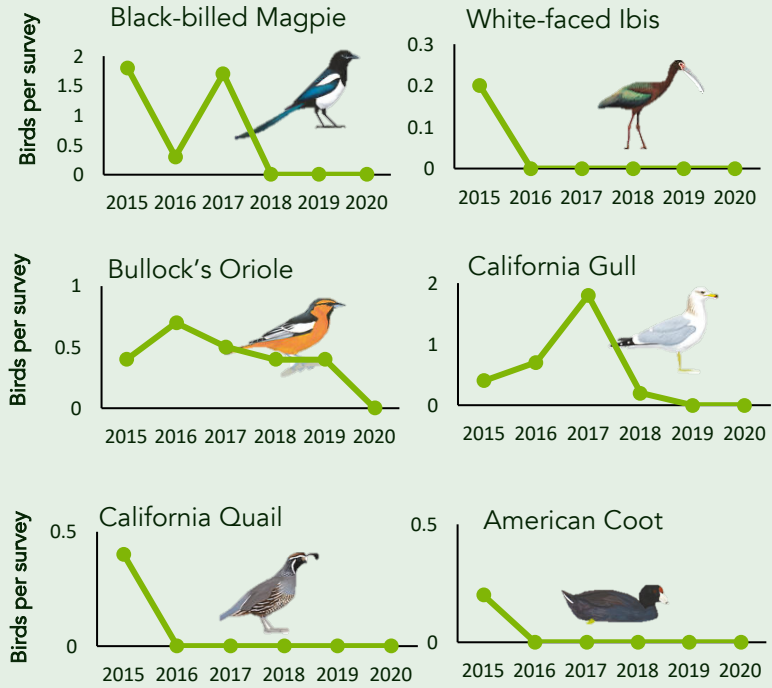 Black-billed Magpie
Birds per survey
2
1.5
1
0.5
0
2015 2016 2017 2018 2019 2020
White-faced Ibis
0.3
0.2
0.1
0
2015 2016 2017 2018 2019 2020
Bullock's Oriole
Birds per survey
1
0.5
0
2015 2016 2017 2018 2019 2020
California Gull
2
1
0
2015 2016 2017 2018 2019 2020
California Quail
Birds per survey
0.5
0
2015 2016 2017 2018 2019 2020
American Coot
0.5
0
2015 2016 2017 2018 2019 2020